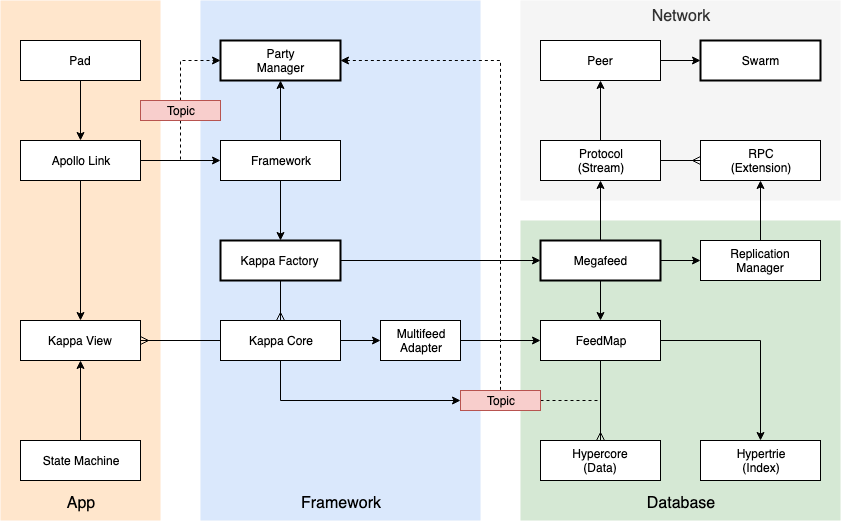 Network
Pad
Party
Manager
Peer
Swarm
Topic
Apollo Link
Framework
Protocol
(Stream)
RPC
(Extension)
Kappa Factory
Megafeed
Replication
Manager
Kappa View
Kappa Core
Multifeed
Adapter
FeedMap
Topic
State Machine
Hypercore
(Data)
Hypertrie
(Index)
App
Framework
Database